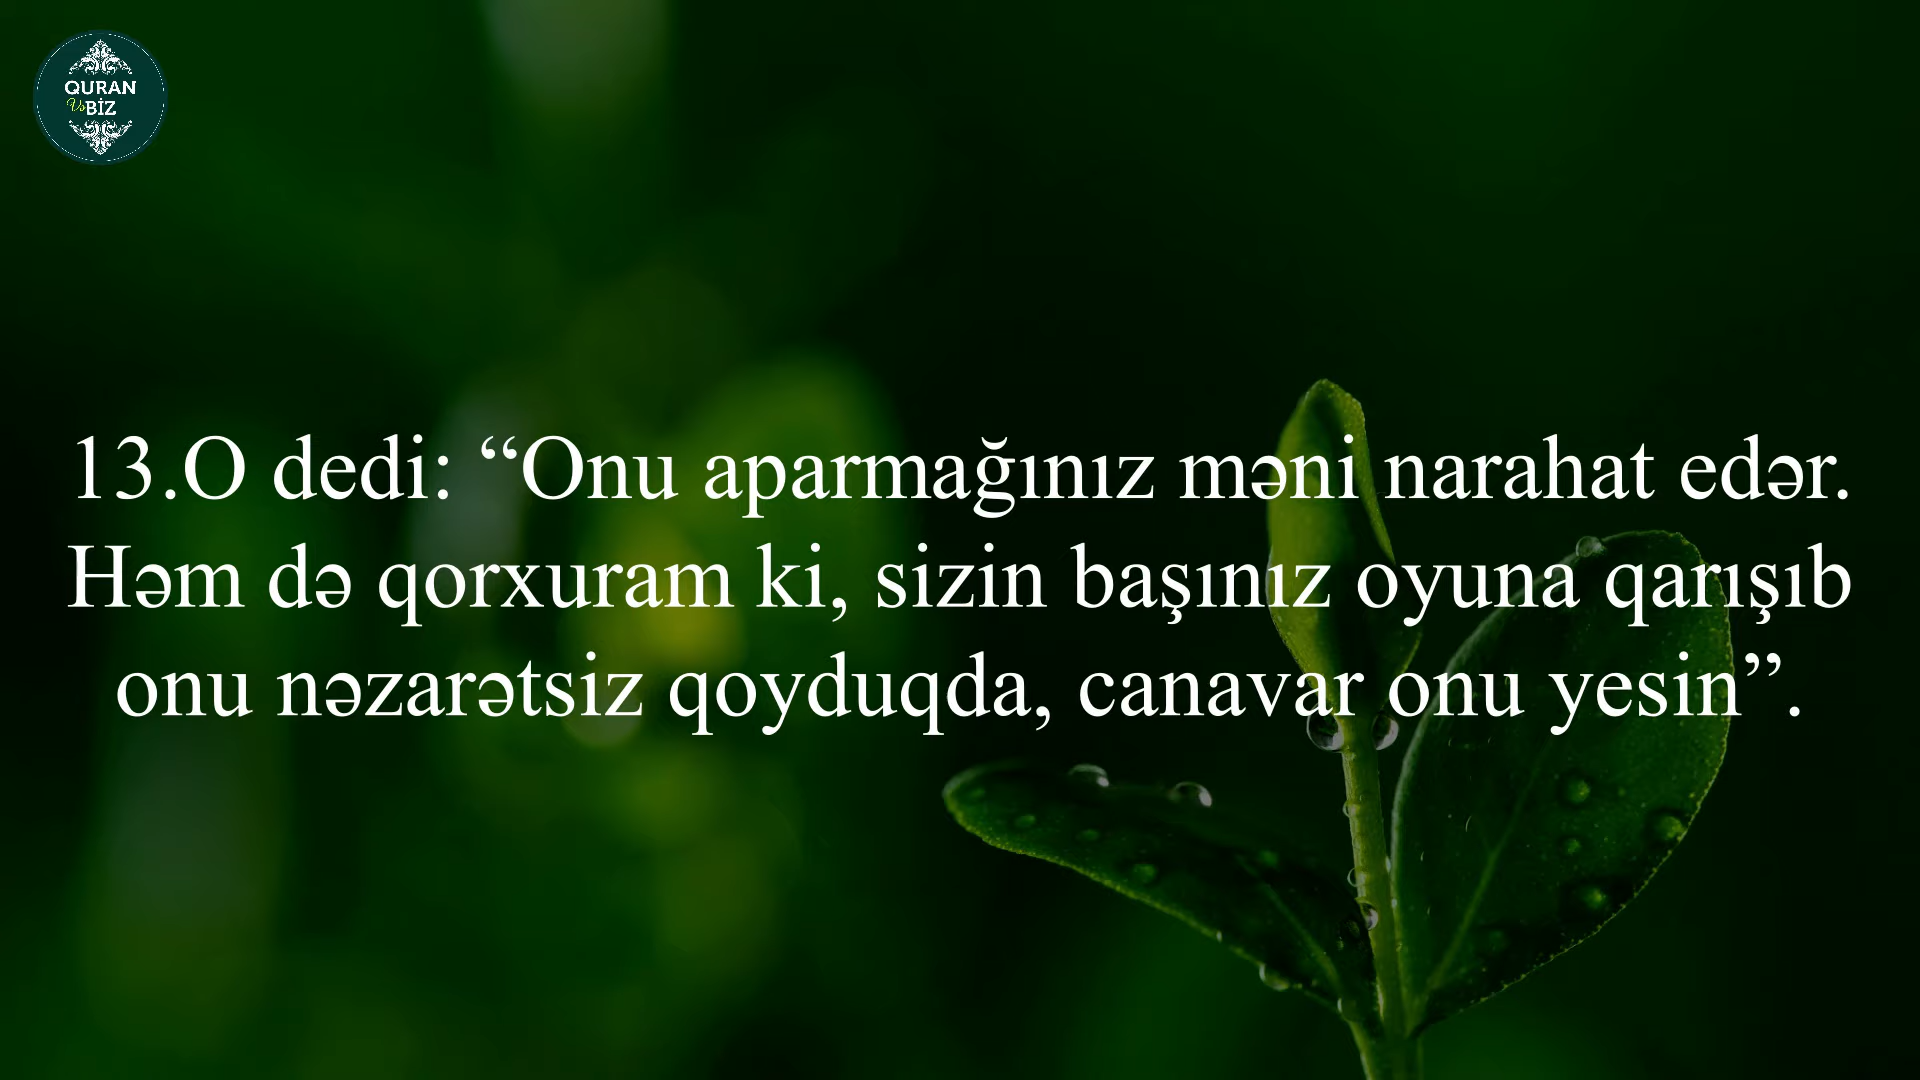 QURAN
Və BİZ
13.O dedi: “Onu aparmağınız məni narahat edər.
Həm də qorxuram ki, sizin başınız oyuna qarışıb
onu nəzarətsiz qoyduqda, canavar onu yesin”.